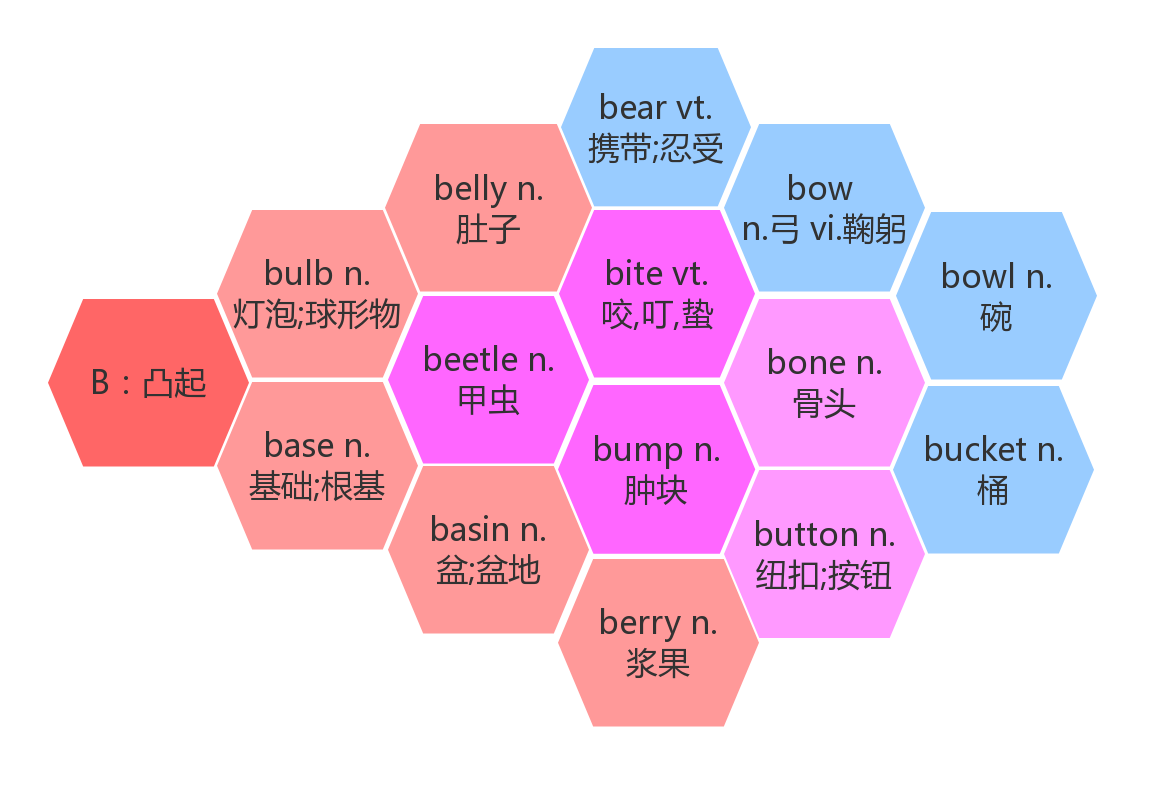 bear vt.
携带;忍受
belly n.
肚子
bow
n.弓 vi.鞠躬
bulb n.
灯泡;球形物
bite vt.
咬,叮,蛰
bowl n.
碗
B：凸起
beetle n.
甲虫
bone n.
骨头
base n.
基础;根基
bump n.
肿块
bucket n.
桶
basin n.
盆;盆地
button n.
纽扣;按钮
berry n.
浆果